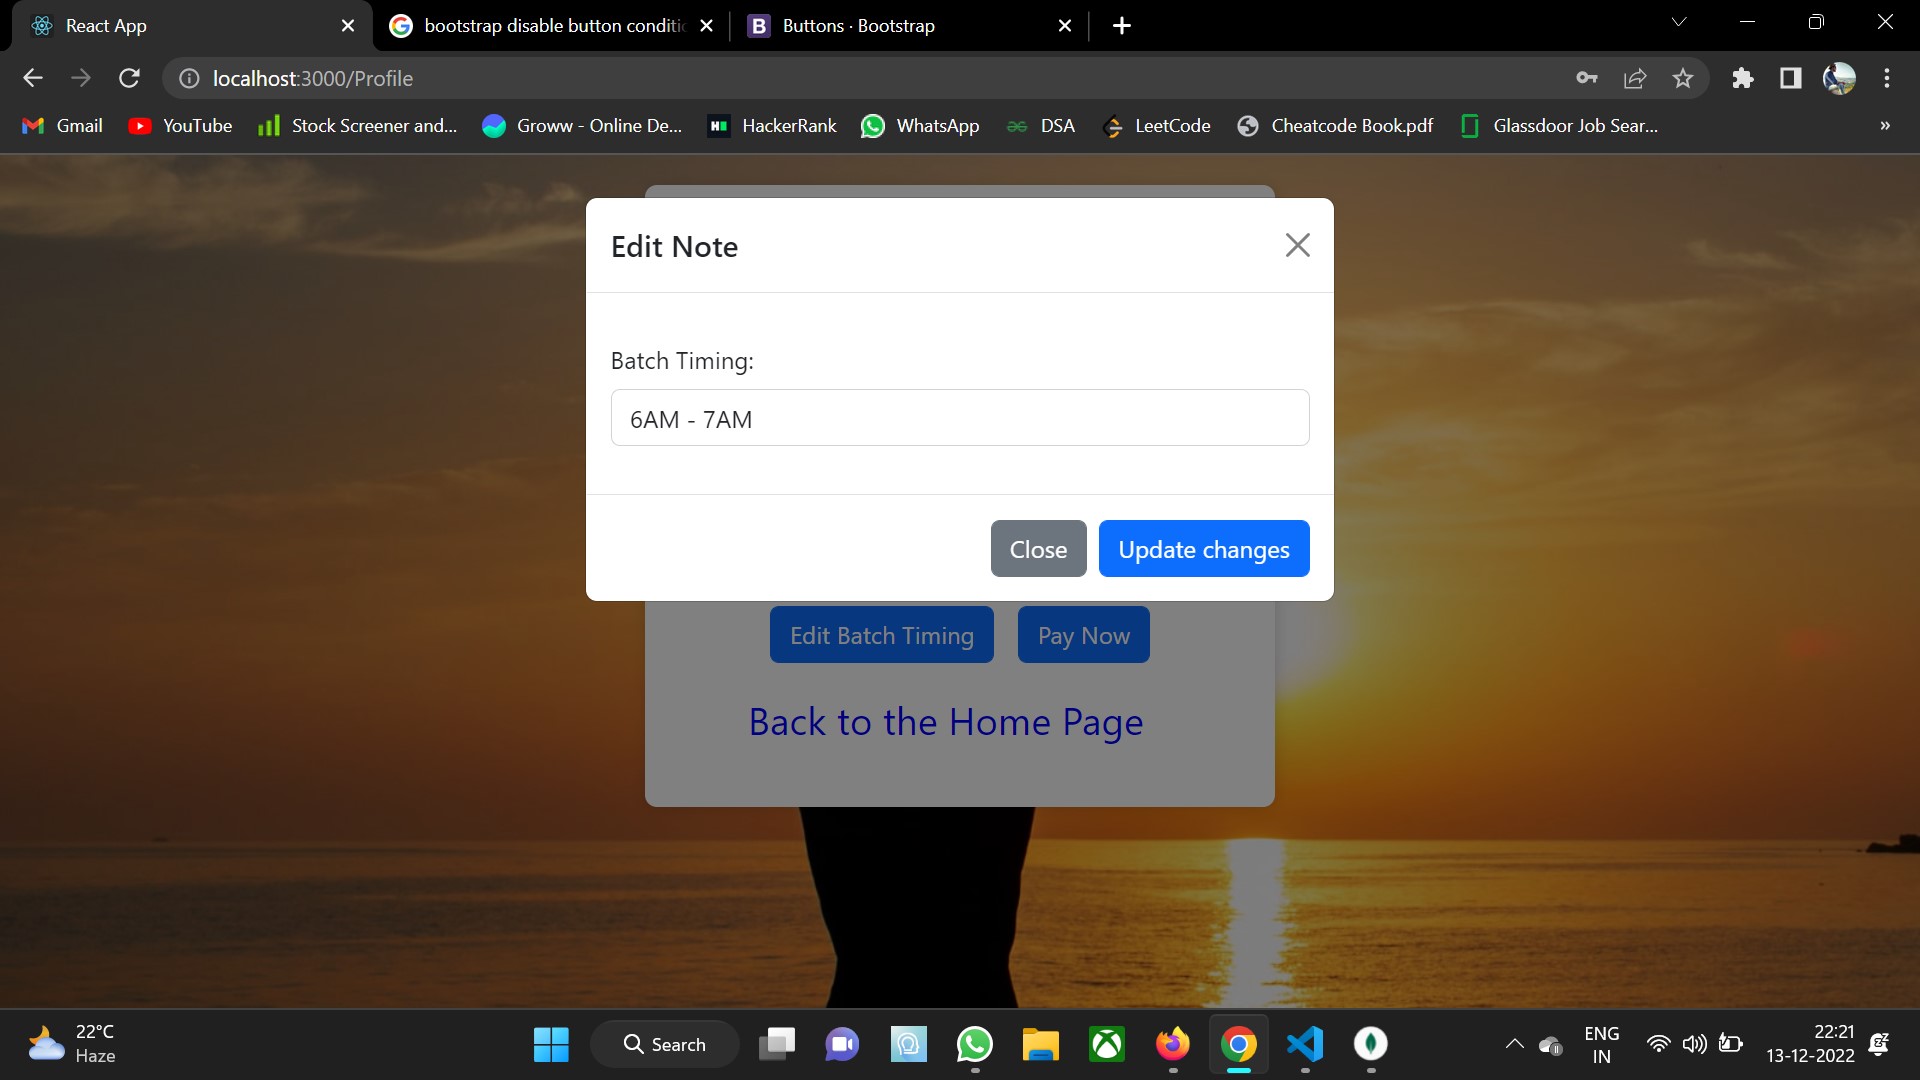 React App
bootstrap disable button conditi
Buttons · Bootstrap
localhost:3000/Profile
Gmail
YouTube
Stock Screener and...
Groww - Online De...
HackerRank
WhatsApp
DSA
LeetCode
Cheatcode Book.pdf
Glassdoor Job Sear...
»
Edit Note
Batch Timing:
6AM - 7AM
Close
Update changes
Edit Batch Timing
Pay Now
Back to the Home Page
22°C
Haze
Search
ENG
IN
22:21
13-12-2022